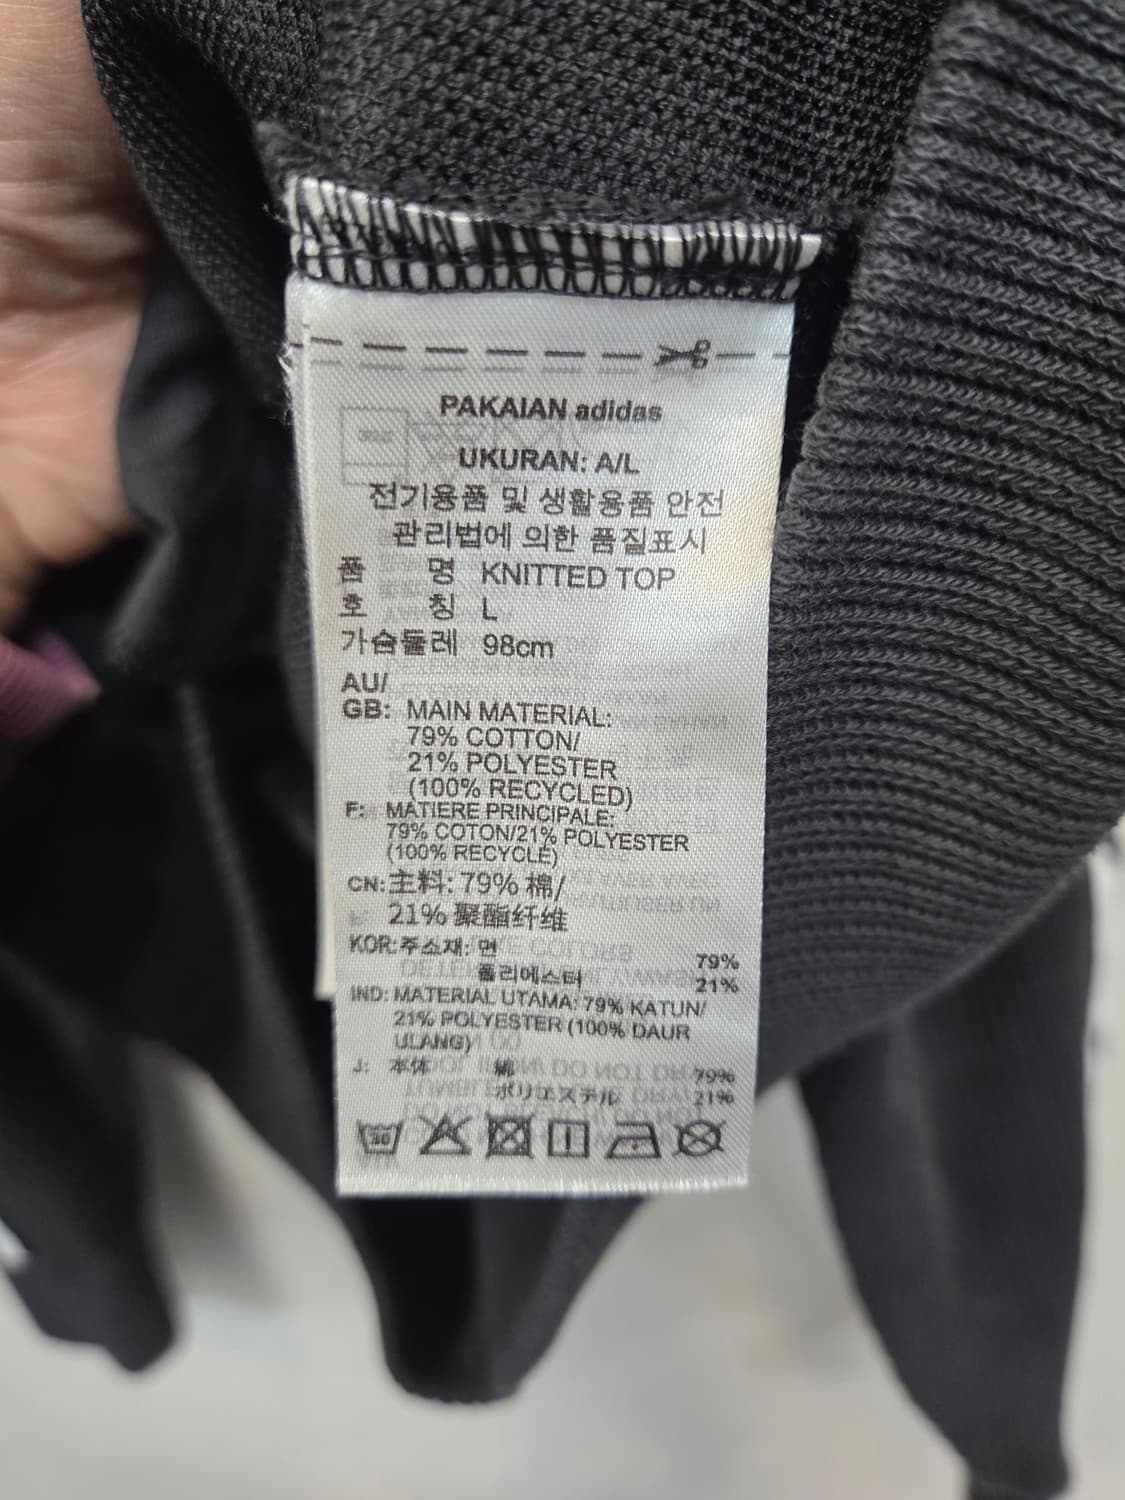 PAKAIAN adidas
UKURAN: A/L
전기용품 및 생활용품 안전
관리법에 의한 품질표시
품 명 KNITTED TOP
호 칭 L
가슴둘레 98cm
AU/
GB: MAIN MATERIAL:
79% COTTON/
21% POLYESTER
(100% RECYCLED)
F: MATIERE PRINCIPALE:
79% COTON/21% POLYESTER
(100% RECYCLÉ)
CN: 主料: 79% 棉/
21% 聚酯纤维
KOR: 주소재: 면 79%
폴리에스터 21%
IND: MATERIAL UTAMA: 79% KATUN/
21% POLYESTER (100% DAUR
ULANG)
J: 本体 綿 79%
ポリエステル 21%
30